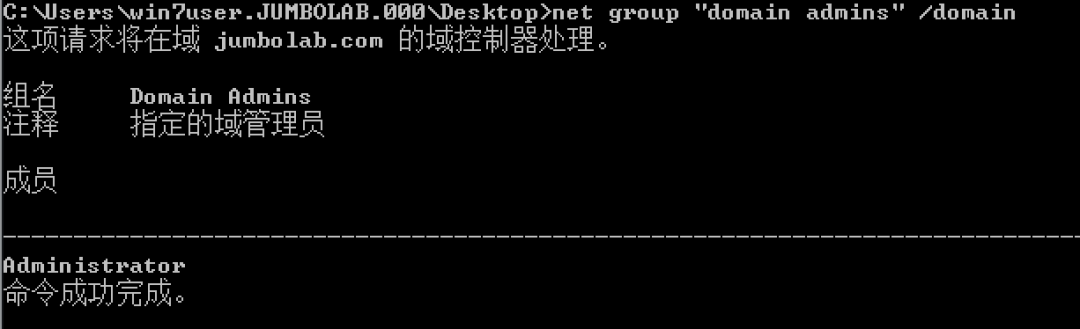 C:\Users\win7user.JUMBOLAB.000\Desktop>net group "domain admins" /domain
这项请求将在域 jumbolab.com 的域控制器处理。
组名 Domain Admins
注释 指定的域管理员
成员
-------------------------------------------------------------------------------
Administrator
命令成功完成。